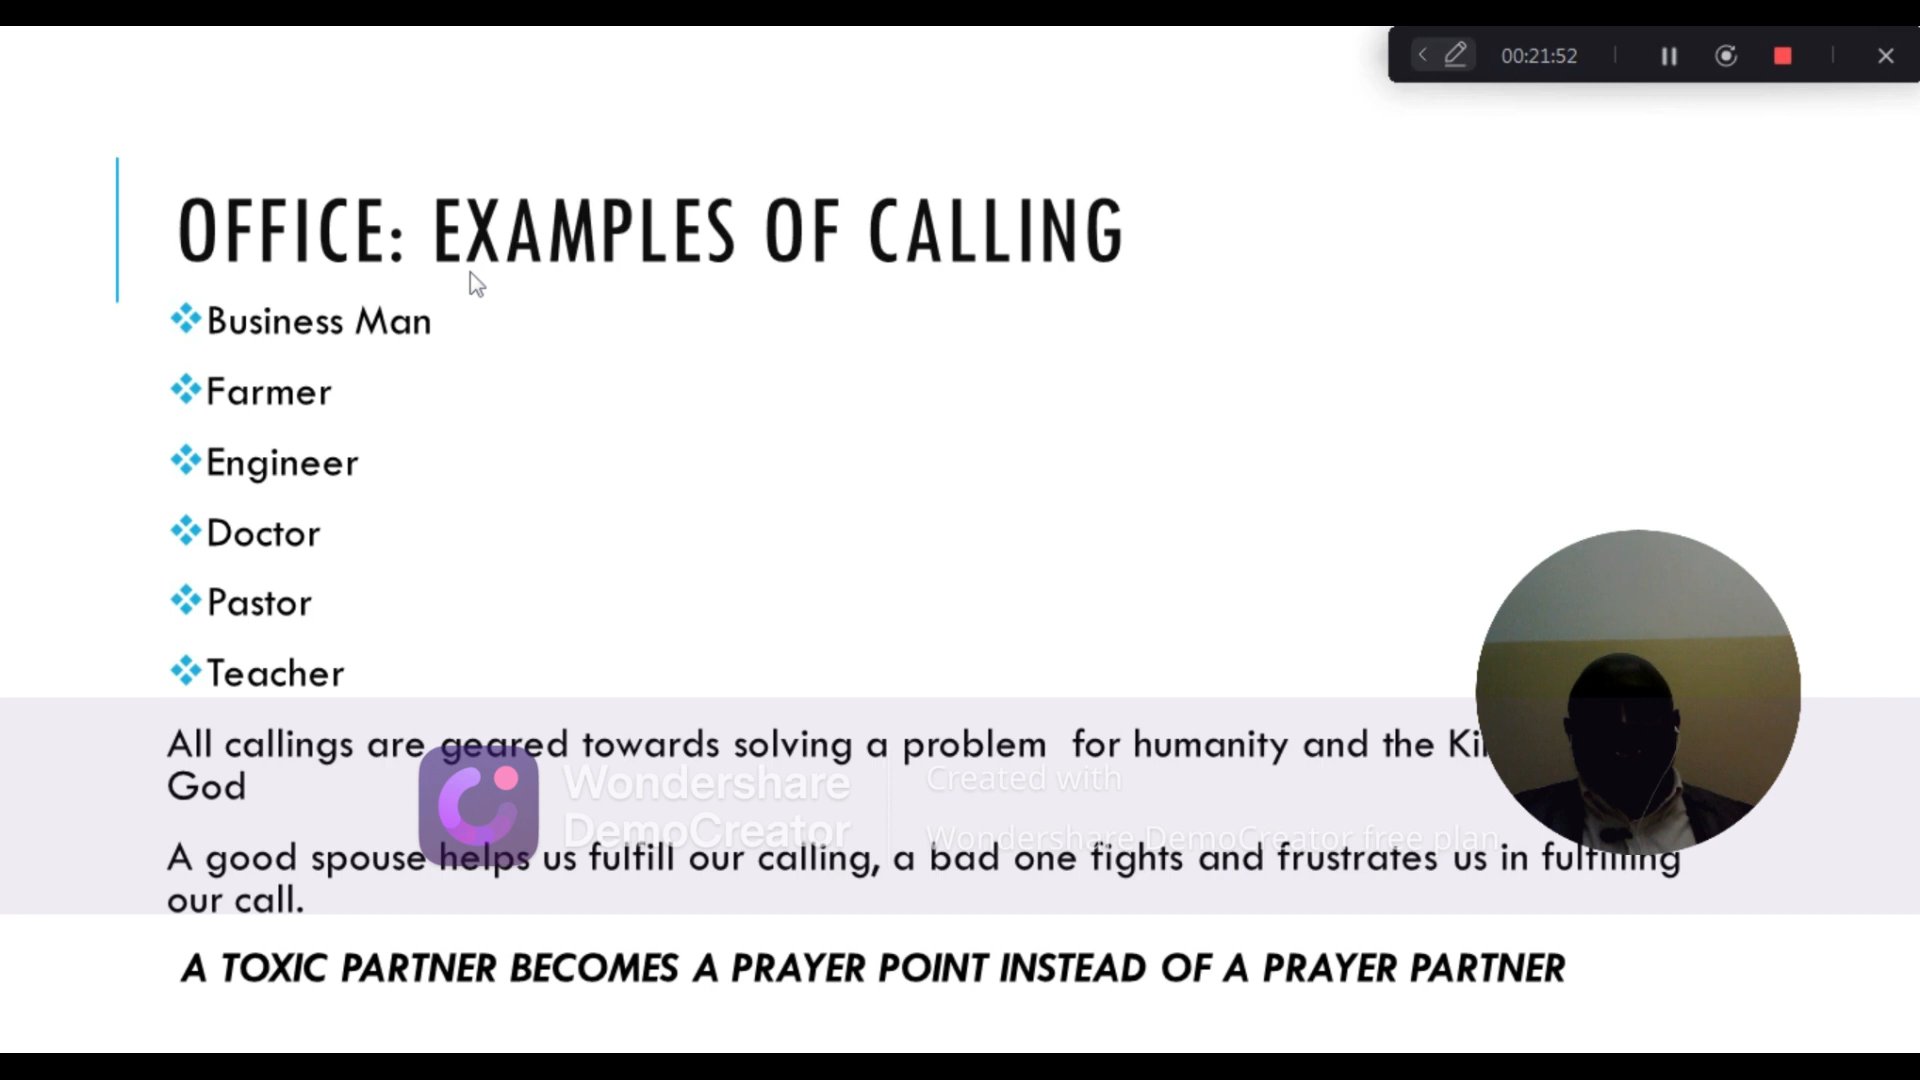 00:21:52
OFFICE: EXAMPLES OF CALLING
Business Man
Farmer
Engineer
Doctor
Pastor
Teacher
All callings are geared towards solving a problem for humanity and the
God
Wondershare
DemoCreator
Created with
Wondershare DemoCreator free plan
A good spouse helps us fulfill our calling, a bad one fights and frustrates us in fulfilling
our call.
A TOXIC PARTNER BECOMES A PRAYER POINT INSTEAD OF A PRAYER PARTNER